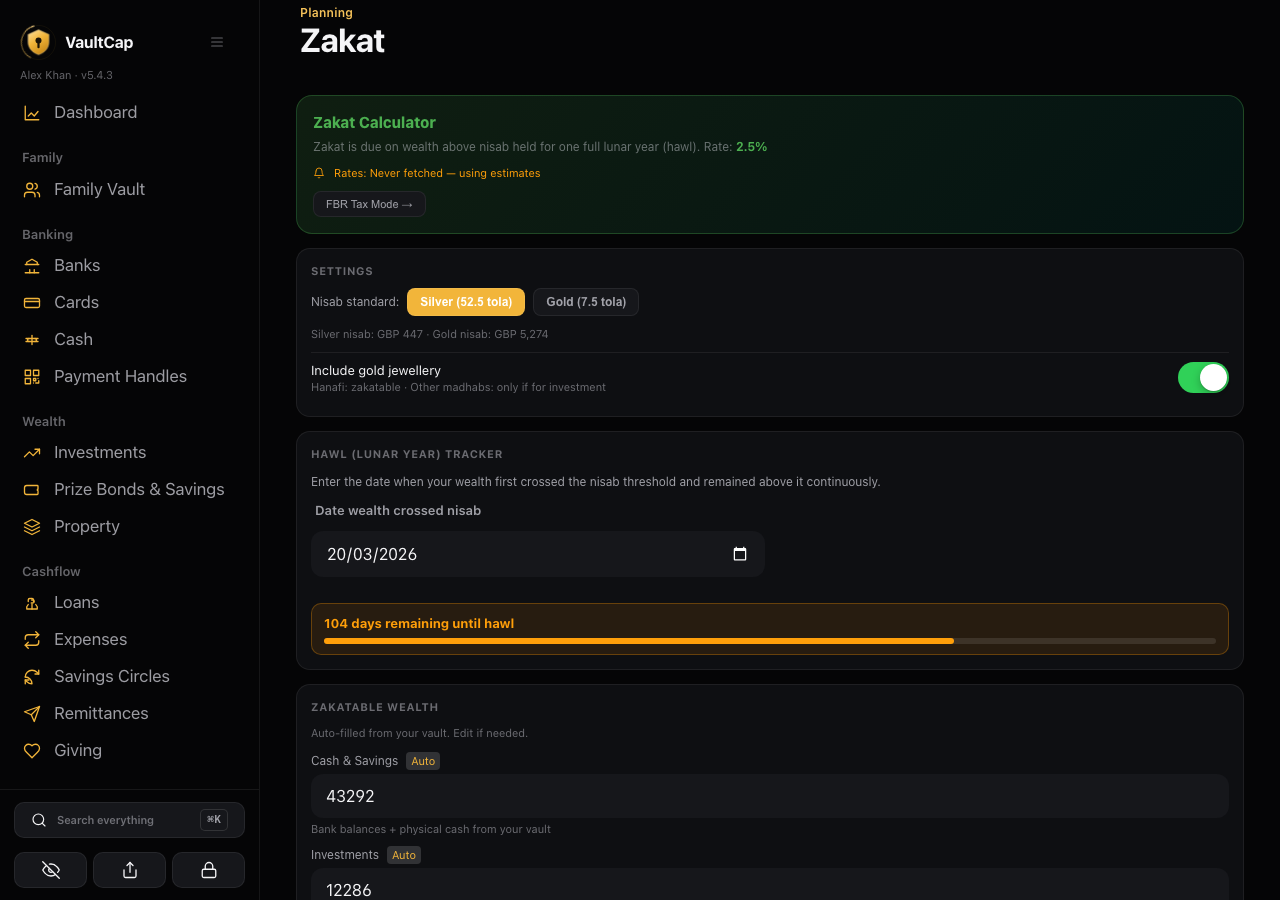 VaultCap
Alex Khan · v5.4.3
Dashboard
Family
Family Vault
Banking
Banks
Cards
Cash
Payment Handles
Wealth
Investments
Prize Bonds & Savings
Property
Cashflow
Loans
Expenses
Savings Circles
Remittances
Giving
Search everything ⌘K
Planning
Zakat
Zakat Calculator
Zakat is due on wealth above nisab held for one full lunar year (hawl). Rate: 2.5%
Rates: Never fetched — using estimates
FBR Tax Mode →
SETTINGS
Nisab standard: Silver (52.5 tola) Gold (7.5 tola)
Silver nisab: GBP 447 · Gold nisab: GBP 5,274
Include gold jewellery
Hanafi: zakatable · Other madhabs: only if for investment
HAWL (LUNAR YEAR) TRACKER
Enter the date when your wealth first crossed the nisab threshold and remained above it continuously.
Date wealth crossed nisab
20/03/2026
104 days remaining until hawl
ZAKATABLE WEALTH
Auto-filled from your vault. Edit if needed.
Cash & Savings Auto
43292
Bank balances + physical cash from your vault
Investments Auto
12286